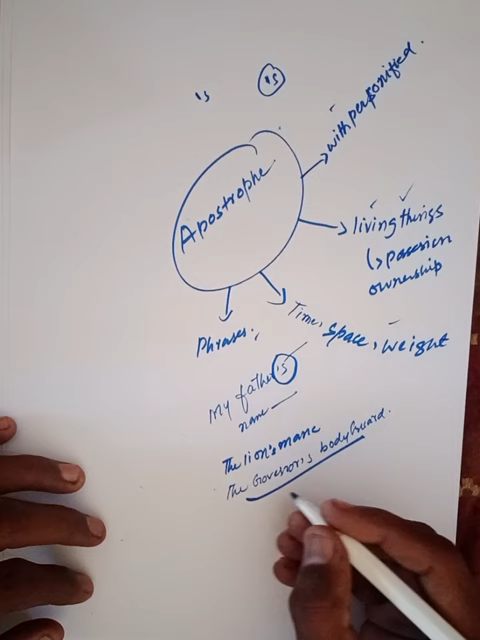 's 's
with personified.
Apostrophe
living things
↳ possesion
ownership
Time, space, weight
Phrases,
My father's
name —
The lion's mane
The Governor's bodyGuard.